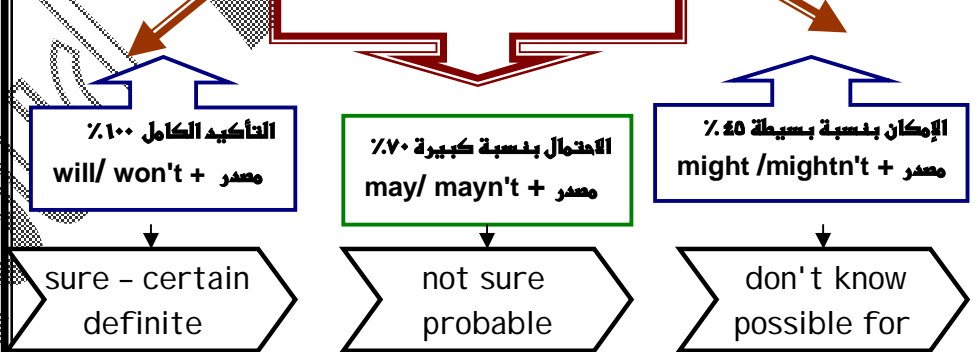 التأكيد الكامل ١٠٠٪
will/ won't + مصدر
الاحتمال بنسبة كبيرة ٧٠٪
may/ mayn't + مصدر
الإمكان بنسبة بسيطة ٤٥٪
might /mightn't + مصدر
sure – certain
definite
not sure
probable
don't know
possible for